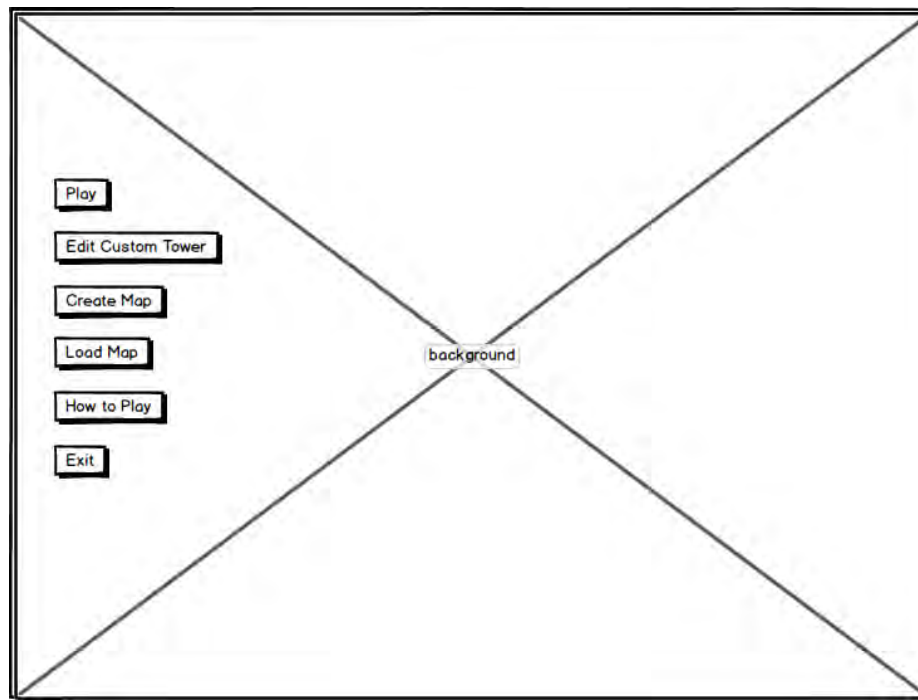 Play
Edit Custom Tower
Create Map
Load Map
How to Play
Exit
background